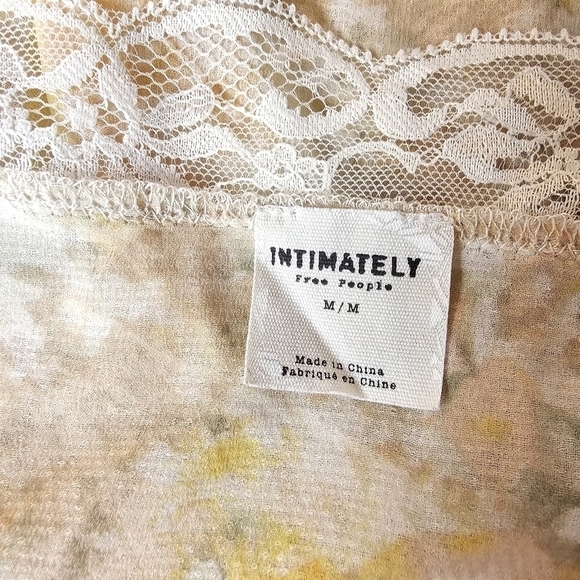 INTIMATELY
Free People
M/M
Made in China
Fabriqué en Chine